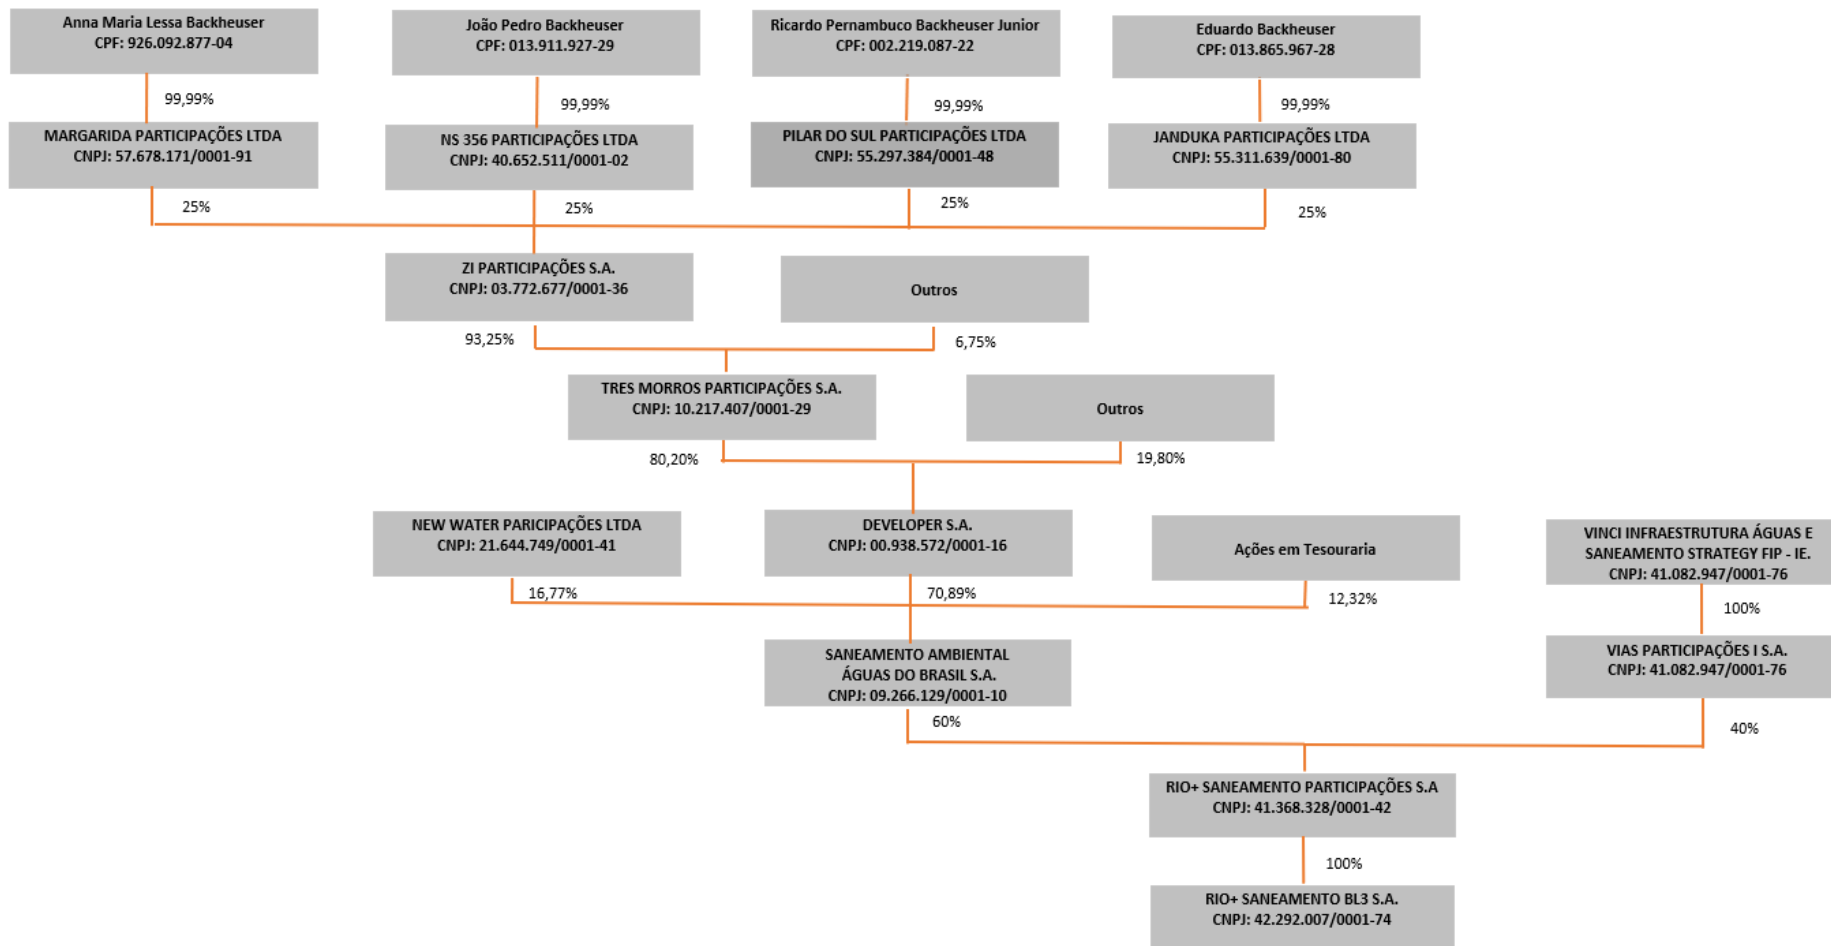 Anna Maria Lessa Backheuser
CPF: 926.092.877-04
João Pedro Backheuser
CPF: 013.911.927-29
Ricardo Pernambuco Backheuser Junior
CPF: 002.219.087-22
Eduardo Backheuser
CPF: 013.865.967-28
99,99%
99,99%
99,99%
99,99%
MARGARIDA PARTICIPAÇÕES LTDA
CNPJ: 57.678.171/0001-91
NS 356 PARTICIPAÇÕES LTDA
CNPJ: 40.652.511/0001-02
PILAR DO SUL PARTICIPAÇÕES LTDA
CNPJ: 55.297.384/0001-48
JANDUKA PARTICIPAÇÕES LTDA
CNPJ: 55.311.639/0001-80
25%
25%
25%
25%
ZI PARTICIPAÇÕES S.A.
CNPJ: 03.772.677/0001-36
Outros
93,25%
6,75%
TRES MORROS PARTICIPAÇÕES S.A.
CNPJ: 10.217.407/0001-29
Outros
80,20%
19,80%
NEW WATER PARICIPAÇÕES LTDA
CNPJ: 21.644.749/0001-41
DEVELOPER S.A.
CNPJ: 00.938.572/0001-16
Ações em Tesouraria
VINCI INFRAESTRUTURA ÁGUAS E
SANEAMENTO STRATEGY FIP - IE.
CNPJ: 41.082.947/0001-76
16,77%
70,89%
12,32%
100%
SANEAMENTO AMBIENTAL
ÁGUAS DO BRASIL S.A.
CNPJ: 09.266.129/0001-10
VIAS PARTICIPAÇÕES I S.A.
CNPJ: 41.082.947/0001-76
60%
40%
RIO+ SANEAMENTO PARTICIPAÇÕES S.A
CNPJ: 41.368.328/0001-42
100%
RIO+ SANEAMENTO BL3 S.A.
CNPJ: 42.292.007/0001-74